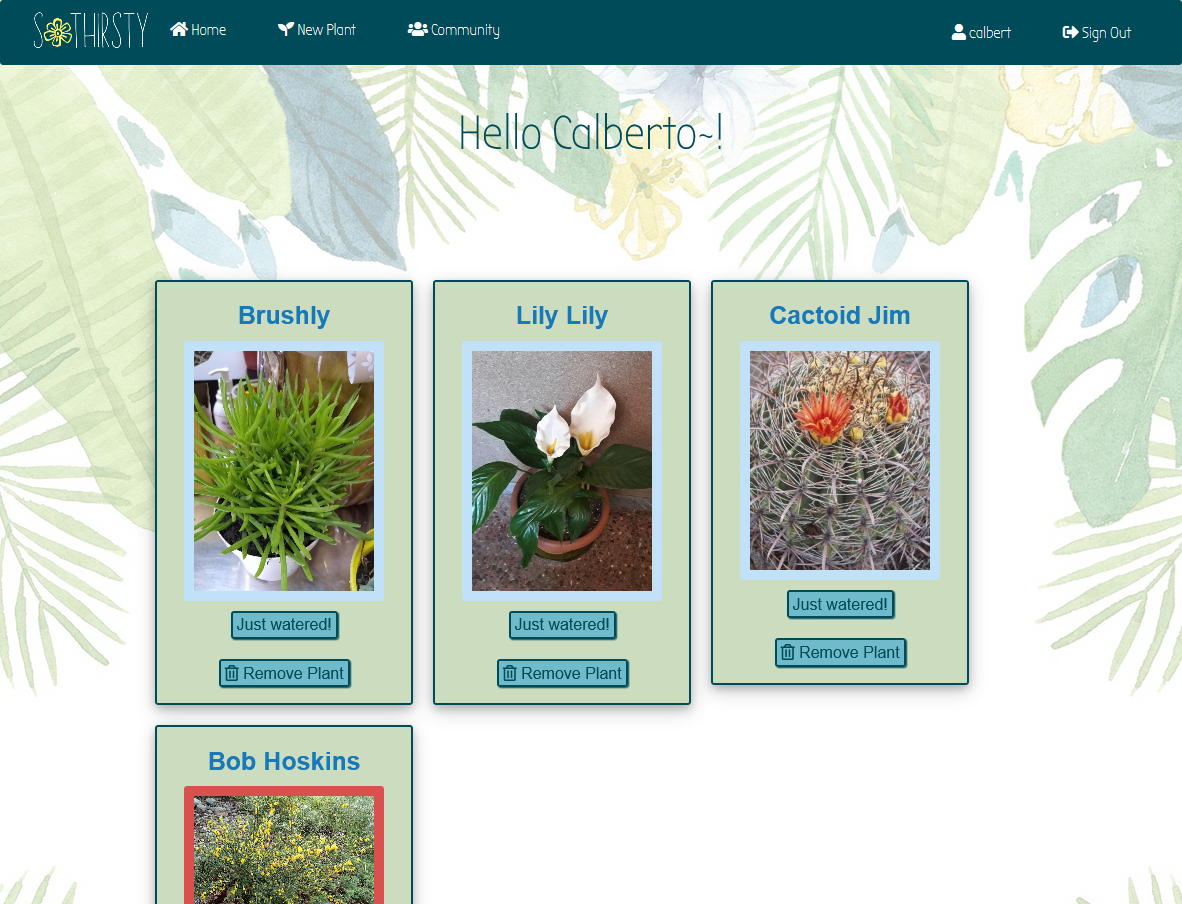 SOTHIRSTY Home New Plant Community calbert Sign Out
Hello Calberto~!
Brushly Lily Lily Cactoid Jim
Just watered! Just watered! Just watered!
Remove Plant Remove Plant Remove Plant
Bob Hoskins